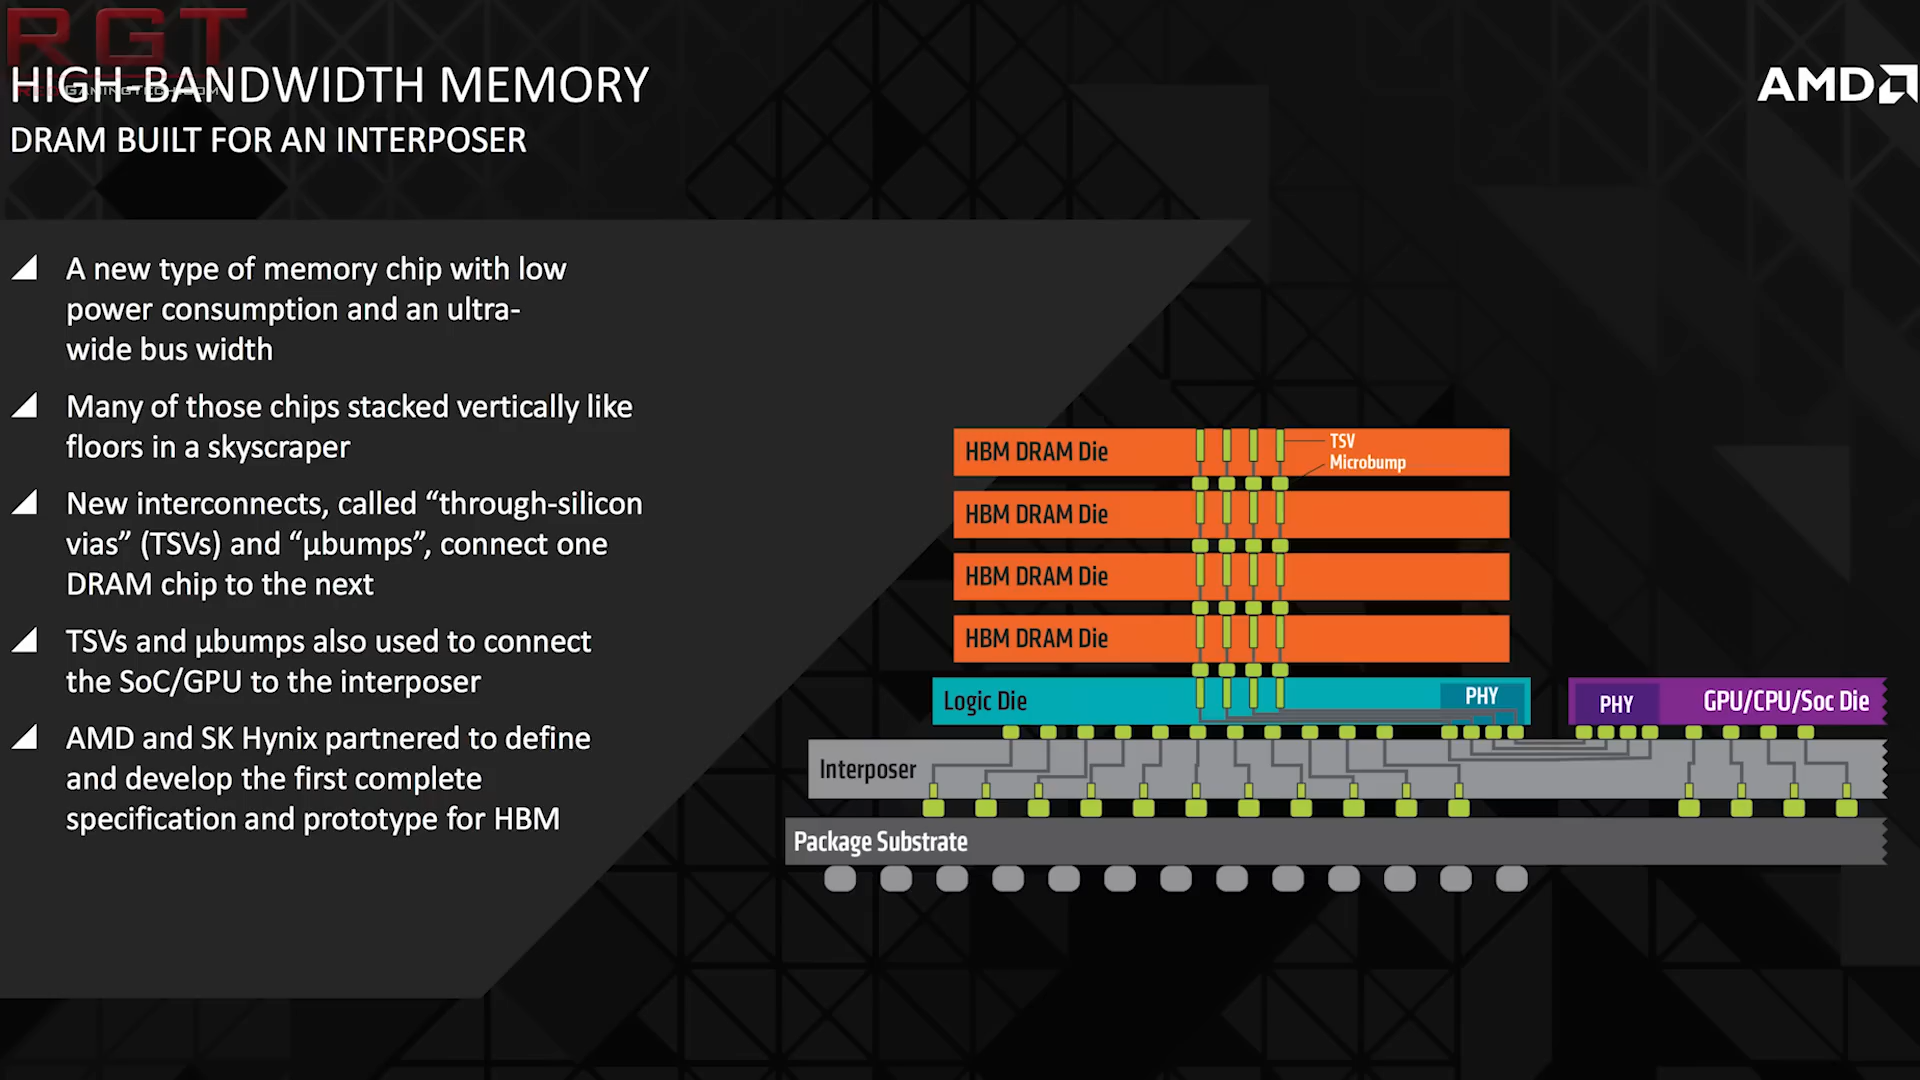 RGT
REDGAMINGTECH.COM
HIGH-BANDWIDTH MEMORY
DRAM BUILT FOR AN INTERPOSER
AMD
A new type of memory chip with low
power consumption and an ultra-
wide bus width
Many of those chips stacked vertically like
floors in a skyscraper
New interconnects, called “through-silicon
vias” (TSVs) and “µbumps”, connect one
DRAM chip to the next
TSVs and µbumps also used to connect
the SoC/GPU to the interposer
AMD and SK Hynix partnered to define
and develop the first complete
specification and prototype for HBM
HBM DRAM Die
TSV
Microbump
HBM DRAM Die
HBM DRAM Die
HBM DRAM Die
Logic Die
PHY
PHY
GPU/CPU/Soc Die
Interposer
Package Substrate